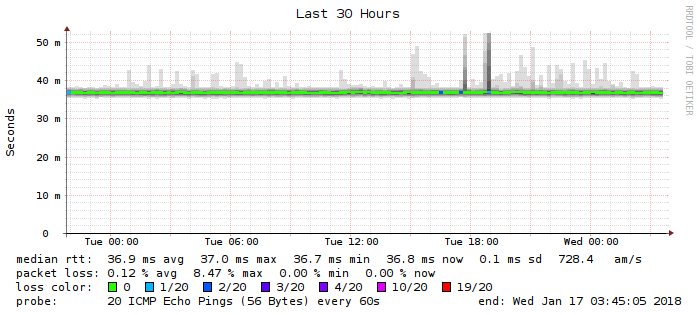 Last 30 Hours
RRDTOOL / TOBI OETIKER
Seconds
50 m
40 m
30 m
20 m
10 m
0
Tue 00:00 Tue 06:00 Tue 12:00 Tue 18:00 Wed 00:00
median rtt: 36.9 ms avg 37.0 ms max 36.7 ms min 36.8 ms now 0.1 ms sd 728.4 am/s
packet loss: 0.12 % avg 8.47 % max 0.00 % min 0.00 % now
loss color: 0 1/20 2/20 3/20 4/20 10/20 19/20
probe: 20 ICMP Echo Pings (56 Bytes) every 60s end: Wed Jan 17 03:45:05 2018